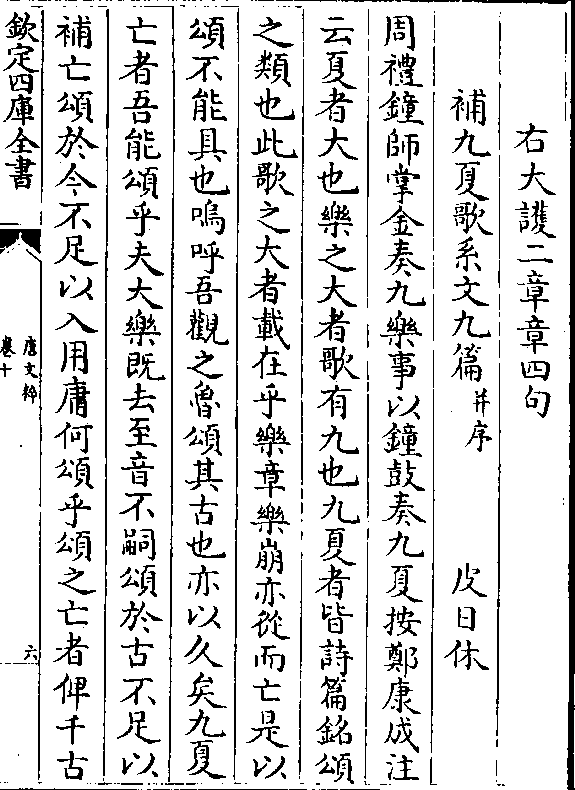 右大護二章章四句
補九夏歌系文九篇 并序 皮日休
周禮鐘師掌金奏九樂事以鐘鼓奏九夏按鄭康成注
云夏者大也樂之大者歌有九也九夏者皆詩篇銘頌
之類也此歌之大者載在乎樂章樂崩亦從而亡是以
頌不能具也嗚呼吾觀之魯頌其古也亦以久矣九夏
亡者吾能頌乎夫大樂既去至音不嗣頌於古不足以
補亡頌於今不足以入用庸何頌乎頌之亡者俾千古
欽定四庫全書
唐文粹
卷十
六